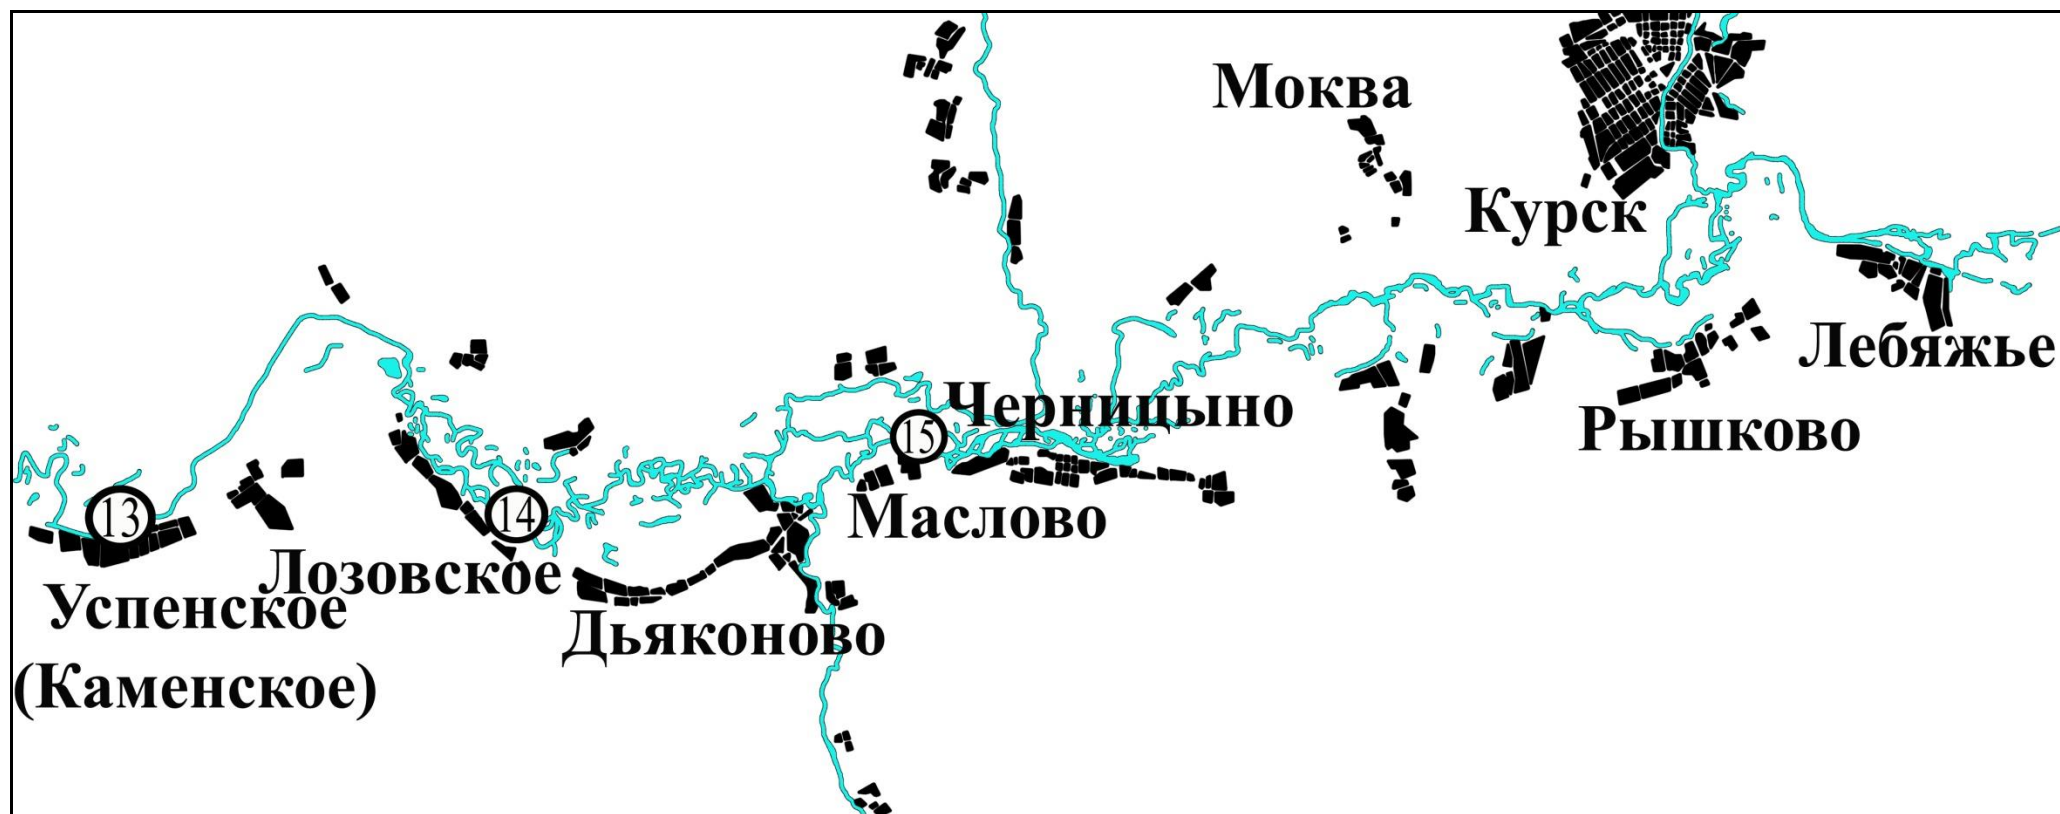 Моква
Курск
Лебяжье
Черницыно
Рышково
15
13
14
Маслово
Лозовское
Успенское
(Каменское)
Дьяконово